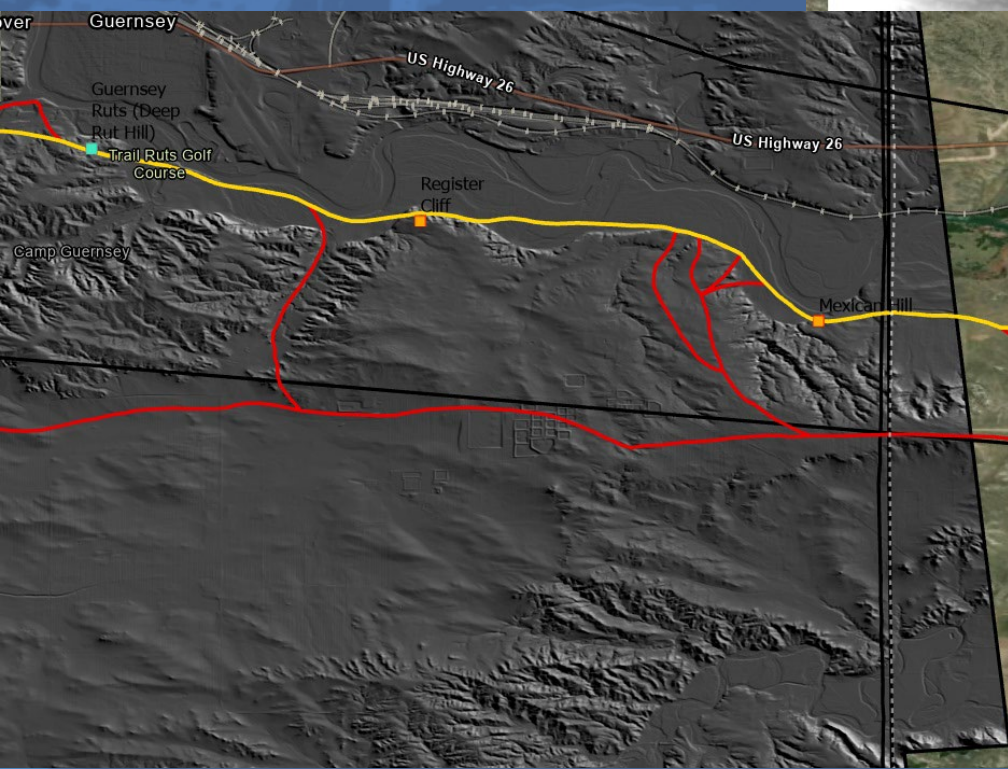 over
Guernsey
US Highway 26
Guernsey
Ruts (Deep
Rut Hill)
US Highway 26
Trail Ruts Golf
Course
Register
Cliff
Camp Guernsey
Mexican Hill